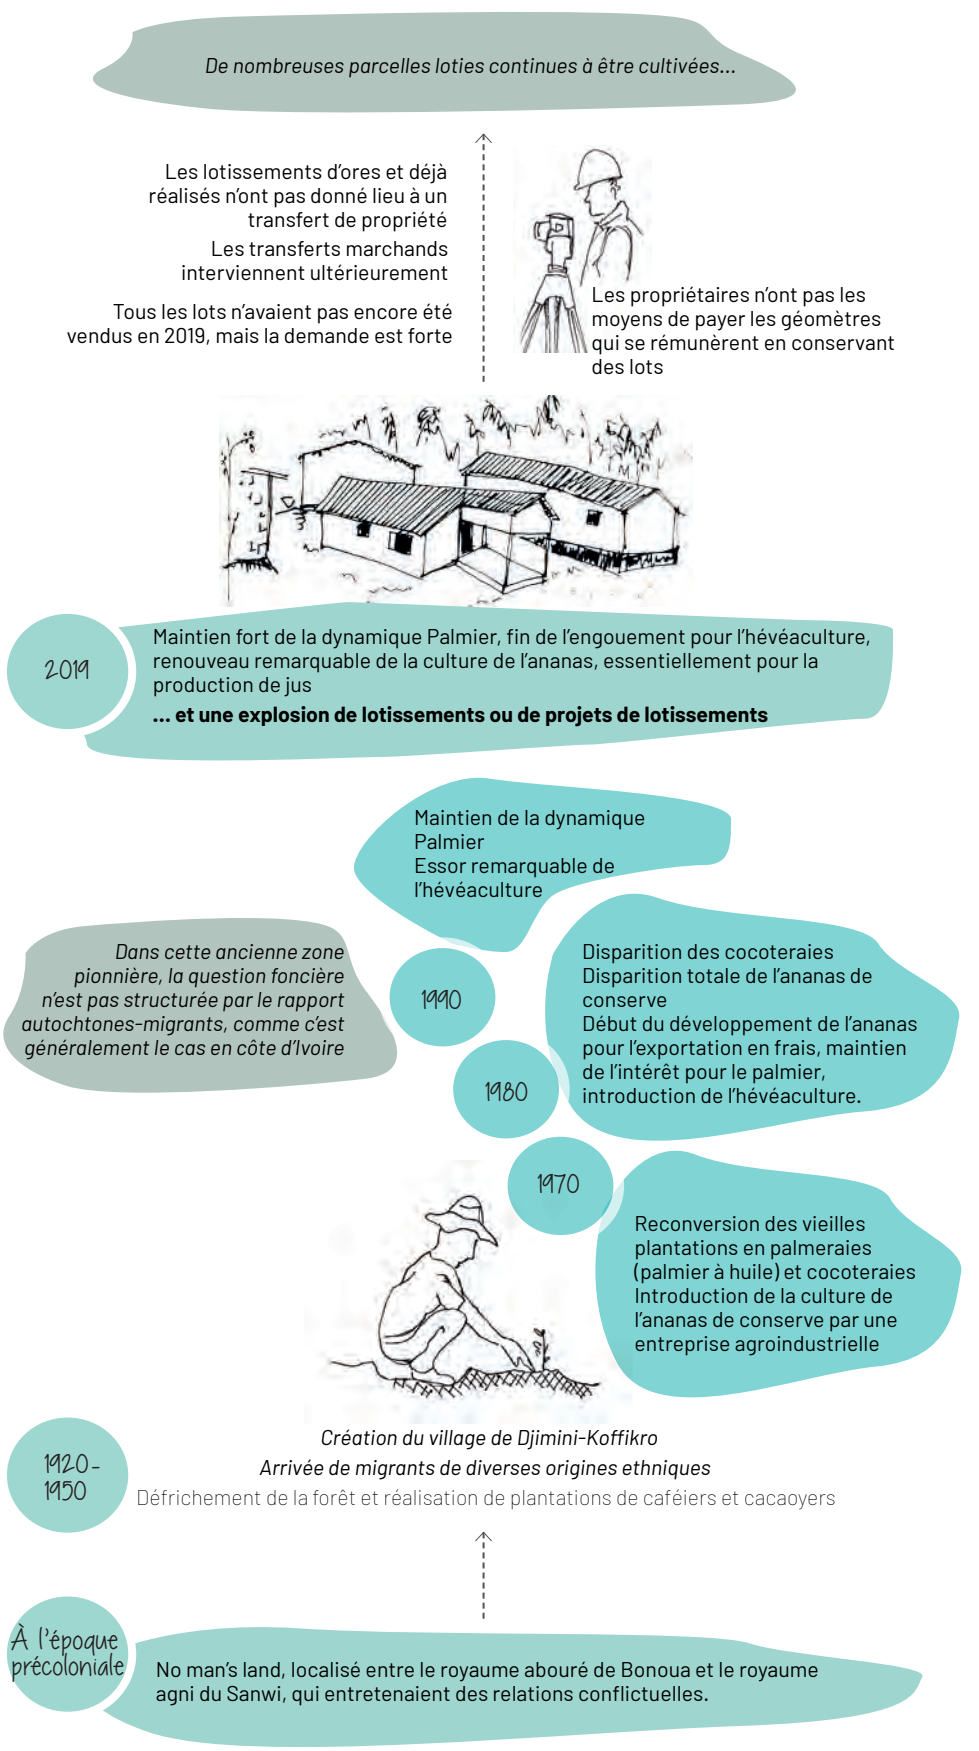 De nombreuses parcelles loties continues à être cultivées...
Les lotissements d'ores et déjà
réalisés n'ont pas donné lieu à un
transfert de propriété
Les transferts marchands
interviennent ultérieurement
Tous les lots n'avaient pas encore été
vendus en 2019, mais la demande est forte
Les propriétaires n'ont pas les
moyens de payer les géomètres
qui se rémunèrent en conservant
des lots
2019
Maintien fort de la dynamique Palmier, fin de l'engouement pour l'hévéaculture,
renouveau remarquable de la culture de l'ananas, essentiellement pour la
production de jus
... et une explosion de lotissements ou de projets de lotissements
Maintien de la dynamique
Palmier
Essor remarquable de
l'hévéaculture
Dans cette ancienne zone
pionnière, la question foncière
n'est pas structurée par le rapport
autochtones-migrants, comme c'est
généralement le cas en côte d'Ivoire
1990
Disparition des cocoteraies
Disparition totale de l'ananas de
conserve
Début du développement de l'ananas
pour l'exportation en frais, maintien
de l'intérêt pour le palmier,
introduction de l'hévéaculture.
1980
1970
Reconversion des vieilles
plantations en palmeraies
(palmier à huile) et cocoteraies
Introduction de la culture de
l'ananas de conserve par une
entreprise agroindustrielle
1920-
1950
Création du village de Djimini-Koffikro
Arrivée de migrants de diverses origines ethniques
Défrichement de la forêt et réalisation de plantations de caféiers et cacaoyers
À l'époque
précoloniale
No man's land, localisé entre le royaume abouré de Bonoua et le royaume
agni du Sanwi, qui entretenaient des relations conflictuelles.